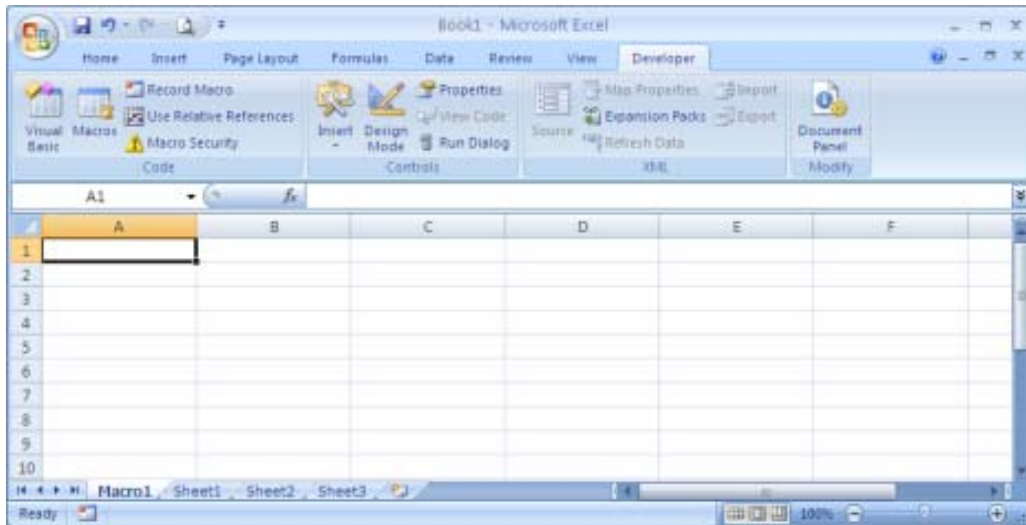 Book1 - Microsoft Excel
Home Insert Page Layout Formulas Data Review View Developer
Visual Basic
Macros
Record Macro
Use Relative References
Macro Security
Code
Insert
Design Mode
Properties
View Code
Run Dialog
Controls
Source
Map Properties
Expansion Packs
Refresh Data
Import
Export
XML
Document Panel
Modify
A1 fx
A B C D E F
1
2
3
4
5
6
7
8
9
10
Macro1 Sheet1 Sheet2 Sheet3
Ready 100%